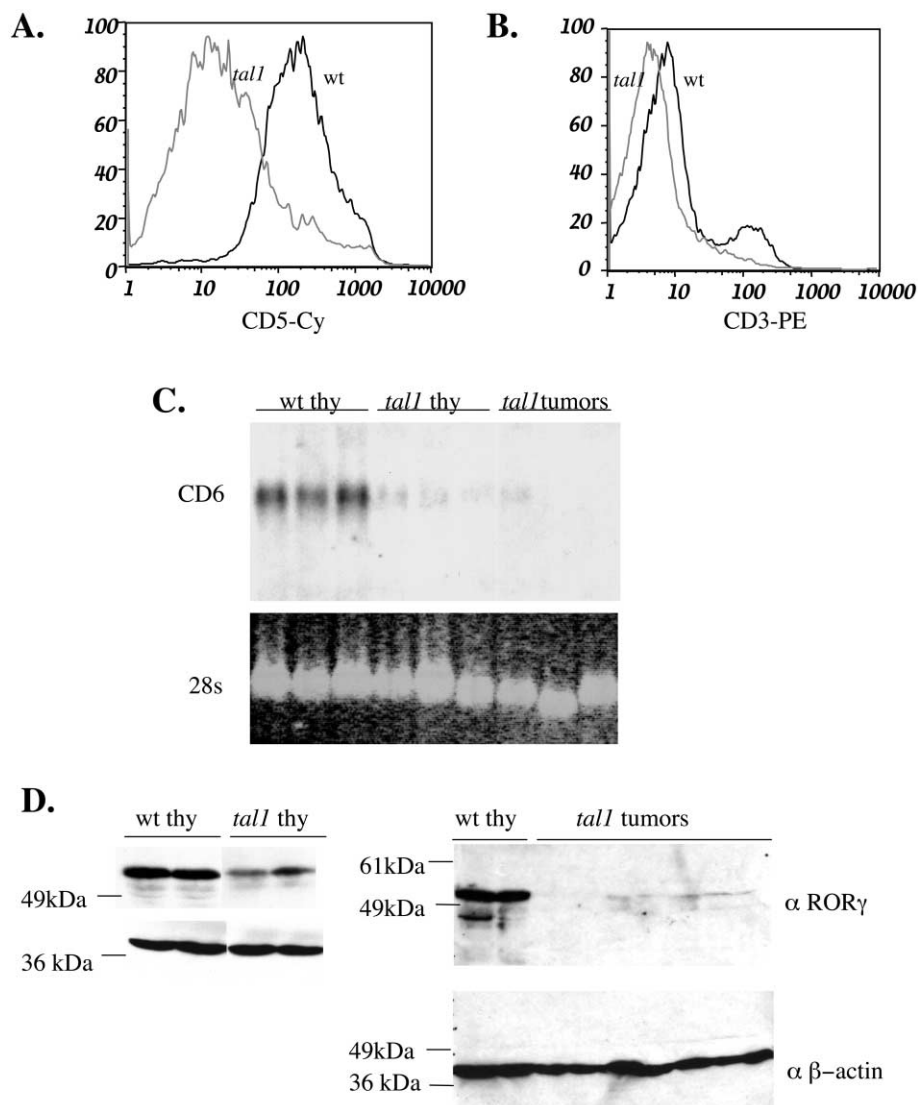 A.
100
80
60
40
20
0
tal1
wt
1 10 100 1000 10000
CD5-Cy
B.
100
80
60
40
20
0
tal1
wt
1 10 100 1000 10000
CD3-PE
C.
wt thy tal1 thy tal1 tumors
CD6
28s
D.
wt thy tal1 thy
49kDa
36 kDa
wt thy tal1 tumors
61kDa
49kDa
α RORγ
49kDa
36 kDa
α β-actin